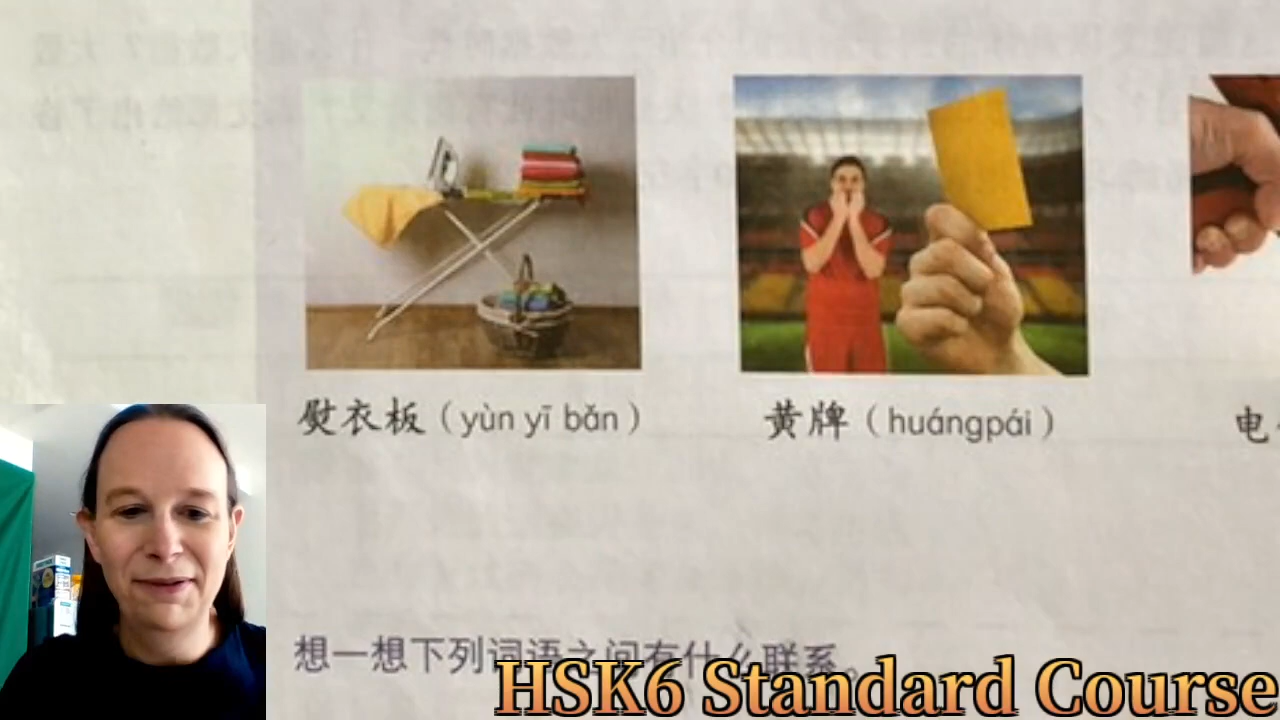 熨衣板（yùn yī bǎn）
黄牌（huángpái）
电
想一想下列词语之间有什么联系。
HSK6 Standard Course